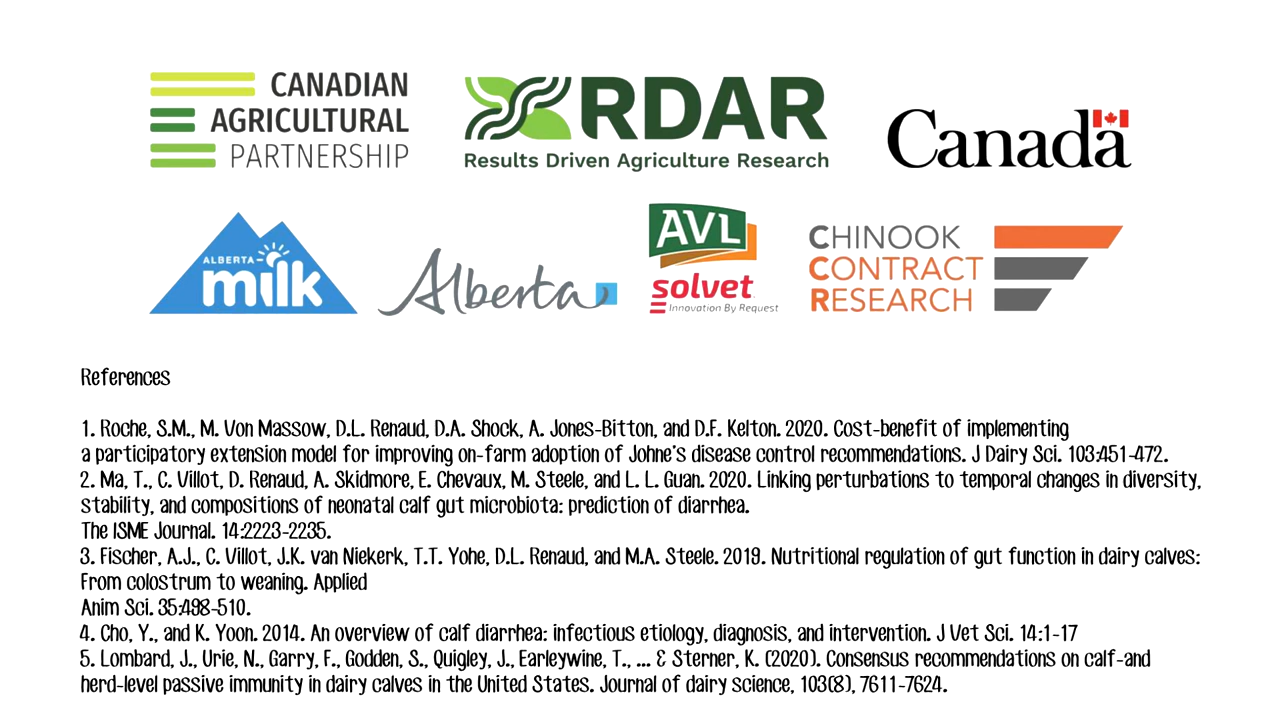 CANADIAN
AGRICULTURAL
PARTNERSHIP
RDAR
Results Driven Agriculture Research
Canada
ALBERTA
milk
Alberta
AVL
solvet
Innovation By Request
CHINOOK
CONTRACT
RESEARCH
References
1. Roche, S.M., M. Von Massow, D.L. Renaud, D.A. Shock, A. Jones-Bitton, and D.F. Kelton. 2020. Cost-benefit of implementing
a participatory extension model for improving on-farm adoption of Johne's disease control recommendations. J Dairy Sci. 103:451-472.
2. Ma, T., C. Villot, D. Renaud, A. Skidmore, E. Chevaux, M. Steele, and L. L. Guan. 2020. Linking perturbations to temporal changes in diversity,
stability, and compositions of neonatal calf gut microbiota: prediction of diarrhea.
The ISME Journal. 14:2223-2235.
3. Fischer, A.J., C. Villot, J.K. van Niekerk, T.T. Yohe, D.L. Renaud, and M.A. Steele. 2019. Nutritional regulation of gut function in dairy calves:
From colostrum to weaning. Applied
Anim Sci. 35:498-510.
4. Cho, Y., and K. Yoon. 2014. An overview of calf diarrhea: infectious etiology, diagnosis, and intervention. J Vet Sci. 14:1-17
5. Lombard, J., Urie, N., Garry, F., Godden, S., Quigley, J., Earleywine, T., ... & Sterner, K. (2020). Consensus recommendations on calf-and
herd-level passive immunity in dairy calves in the United States. Journal of dairy science, 103(8), 7611-7624.